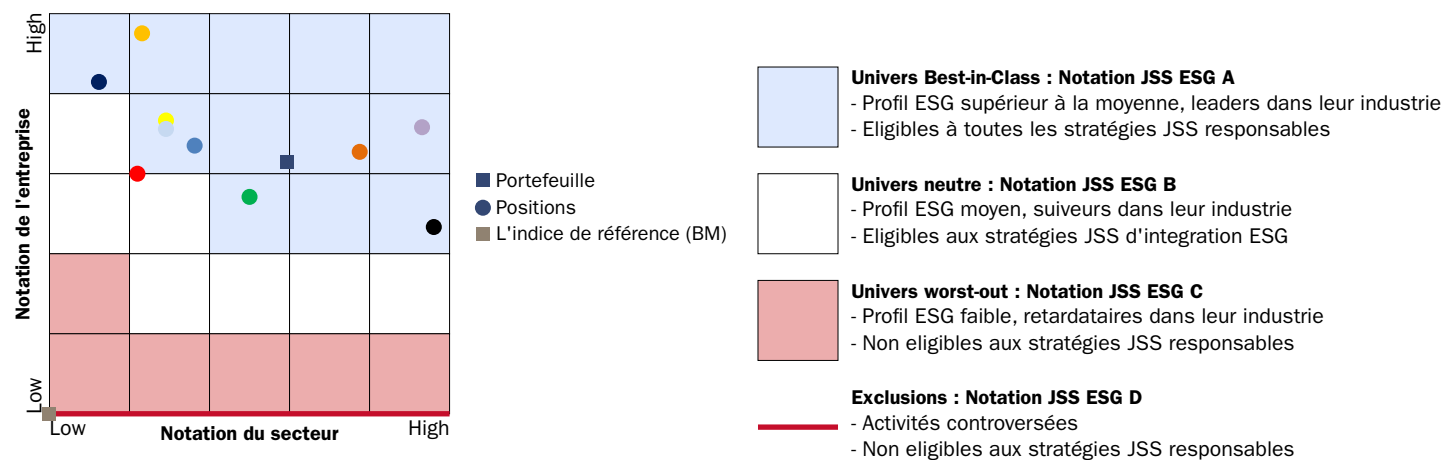 High
Notation de l'entreprise
Low
Low
Notation du secteur
High
Portefeuille
Positions
L'indice de référence (BM)
Univers Best-in-Class : Notation JSS ESG A
- Profil ESG supérieur à la moyenne, leaders dans leur industrie
- Eligibles à toutes les stratégies JSS responsables
Univers neutre : Notation JSS ESG B
- Profil ESG moyen, suiveurs dans leur industrie
- Eligibles aux stratégies JSS d'integration ESG
Univers worst-out : Notation JSS ESG C
- Profil ESG faible, retardataires dans leur industrie
- Non eligibles aux stratégies JSS responsables
Exclusions : Notation JSS ESG D
- Activités controversées
- Non eligibles aux stratégies JSS responsables